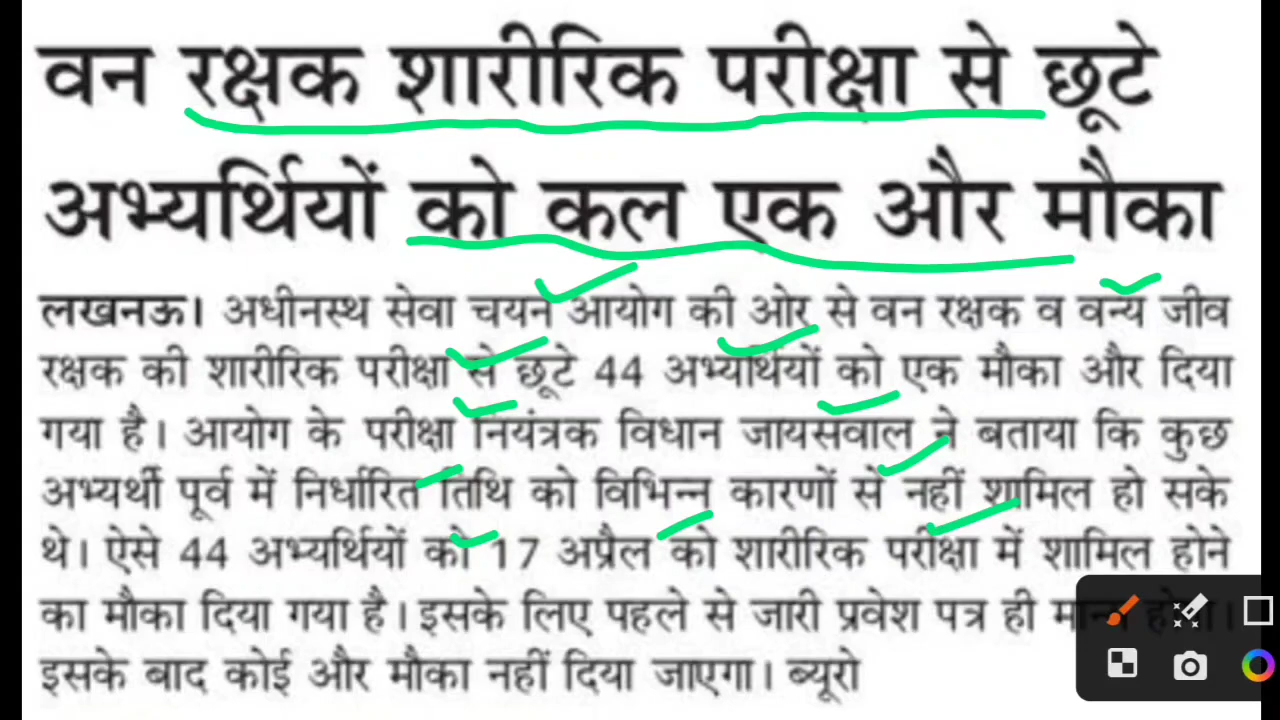 वन रक्षक शारीरिक परीक्षा से छूटे
अभ्यर्थियों को कल एक और मौका
लखनऊ। अधीनस्थ सेवा चयन आयोग की ओर से वन रक्षक व वन्य जीव
रक्षक की शारीरिक परीक्षा से छूटे 44 अभ्यर्थियों को एक मौका और दिया
गया है। आयोग के परीक्षा नियंत्रक विधान जायसवाल ने बताया कि कुछ
अभ्यर्थी पूर्व में निर्धारित तिथि को विभिन्न कारणों से नहीं शामिल हो सके
थे। ऐसे 44 अभ्यर्थियों को 17 अप्रैल को शारीरिक परीक्षा में शामिल होने
का मौका दिया गया है। इसके लिए पहले से जारी प्रवेश पत्र ही मान्य होगा।
इसके बाद कोई और मौका नहीं दिया जाएगा। ब्यूरो